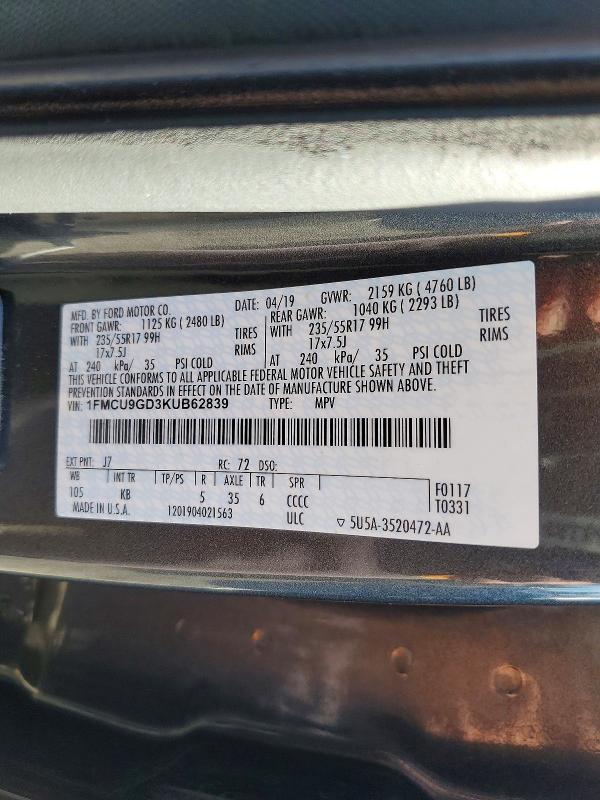 MFD. BY FORD MOTOR CO. DATE: 04/19 GVWR: 2159 KG ( 4760 LB)
FRONT GAWR: 1125 KG ( 2480 LB) REAR GAWR: 1040 KG ( 2293 LB)
WITH 235/55R17 99H TIRES WITH 235/55R17 99H TIRES
17x7.5J RIMS 17x7.5J RIMS
AT 240 kPa/ 35 PSI COLD AT 240 kPa/ 35 PSI COLD
THIS VEHICLE CONFORMS TO ALL APPLICABLE FEDERAL MOTOR VEHICLE SAFETY AND THEFT
PREVENTION STANDARDS IN EFFECT ON THE DATE OF MANUFACTURE SHOWN ABOVE.
VIN: 1FMCU9GD3KUB62839 TYPE: MPV
EXT PNT: J7 RC: 72 DSO:
WB INT TR TP/PS R AXLE TR SPR F0117
105 KB 5 35 6 CCCC T0331
MADE IN U.S.A. 1201904021563 ULC ▽ 5U5A-3520472-AA